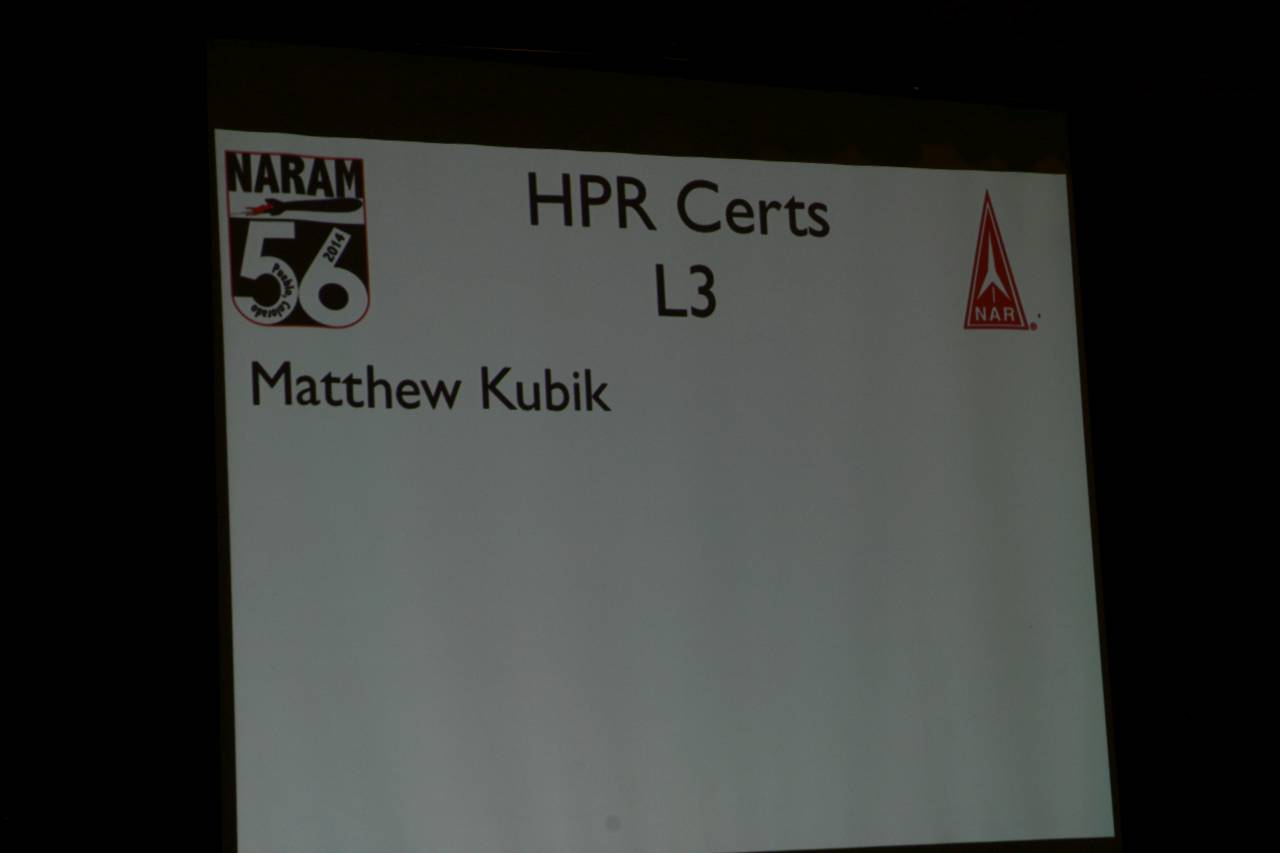 NARAM
56
2014
Pueblo, Colorado
HPR Certs
L3
NAR
Matthew Kubik